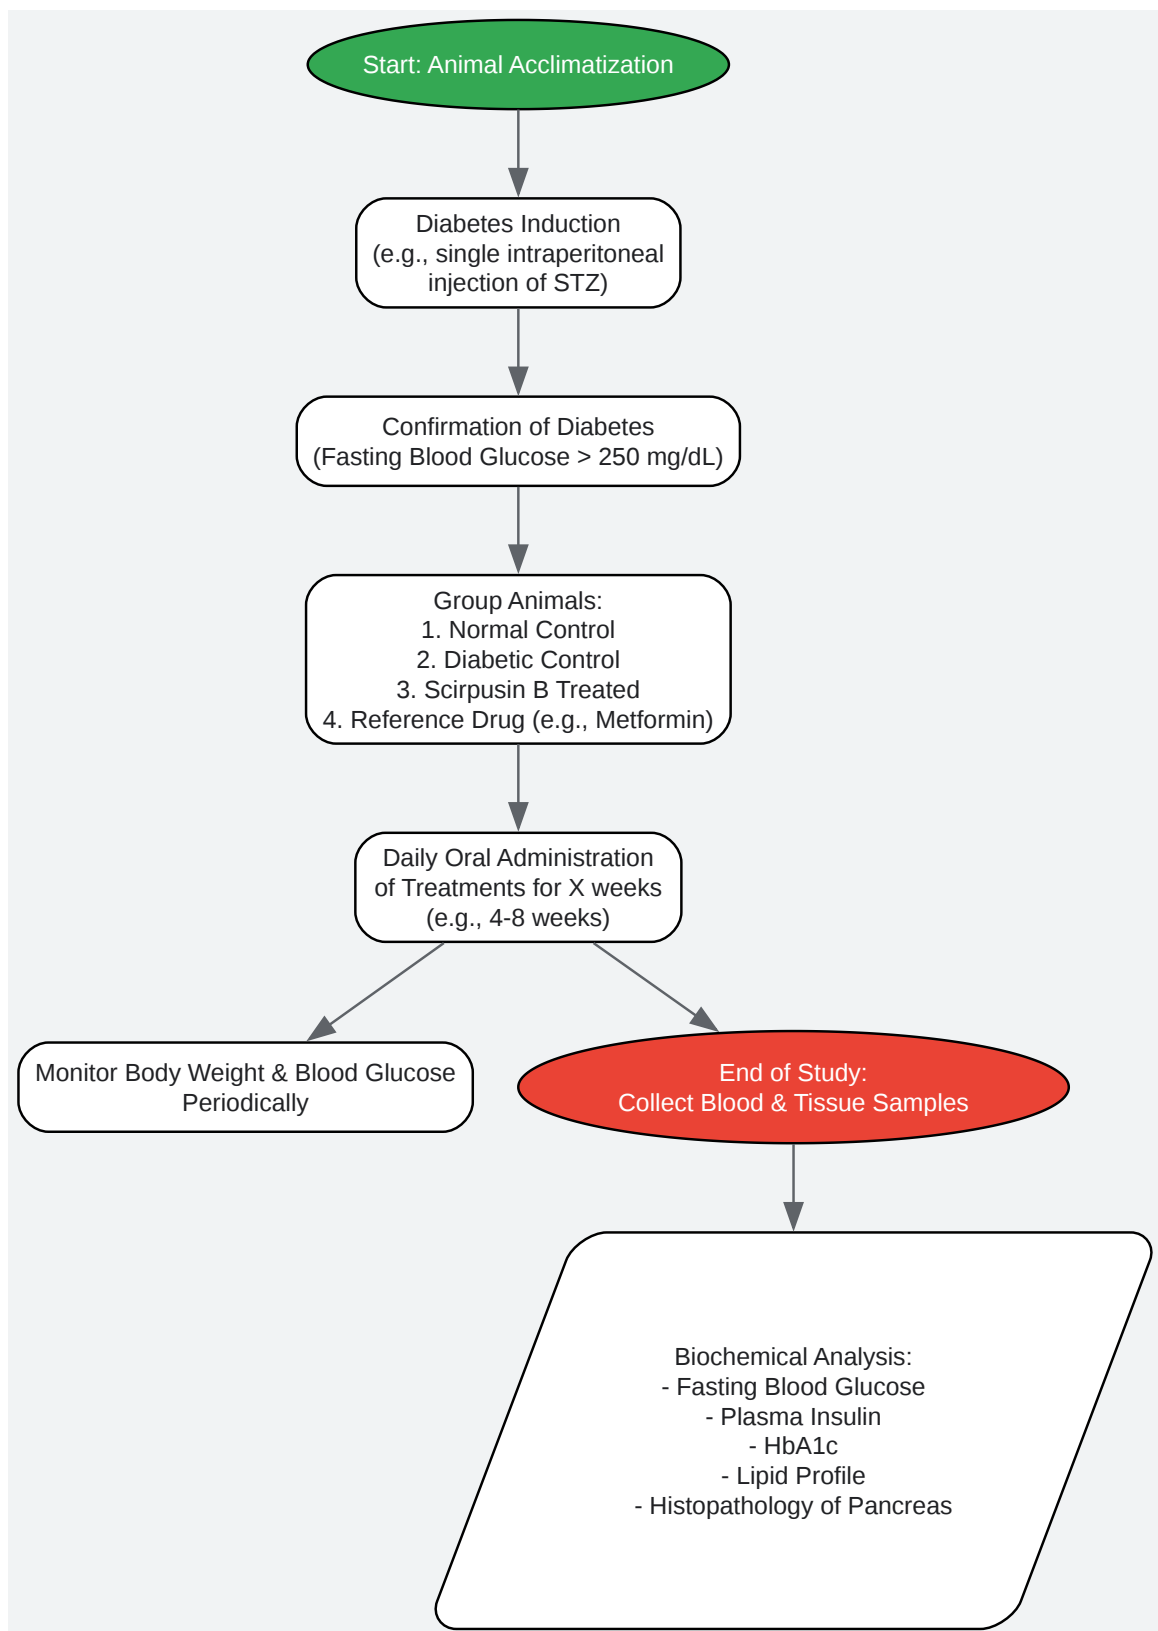 Start: Animal Acclimatization
Diabetes Induction
(e.g., single intraperitoneal
injection of STZ)
Confirmation of Diabetes
(Fasting Blood Glucose > 250 mg/dL)
Group Animals:
1. Normal Control
2. Diabetic Control
3. Scirpusin B Treated
4. Reference Drug (e.g., Metformin)
Daily Oral Administration
of Treatments for X weeks
(e.g., 4-8 weeks)
Monitor Body Weight & Blood Glucose
Periodically
End of Study:
Collect Blood & Tissue Samples
Biochemical Analysis:
- Fasting Blood Glucose
- Plasma Insulin
- HbA1c
- Lipid Profile
- Histopathology of Pancreas